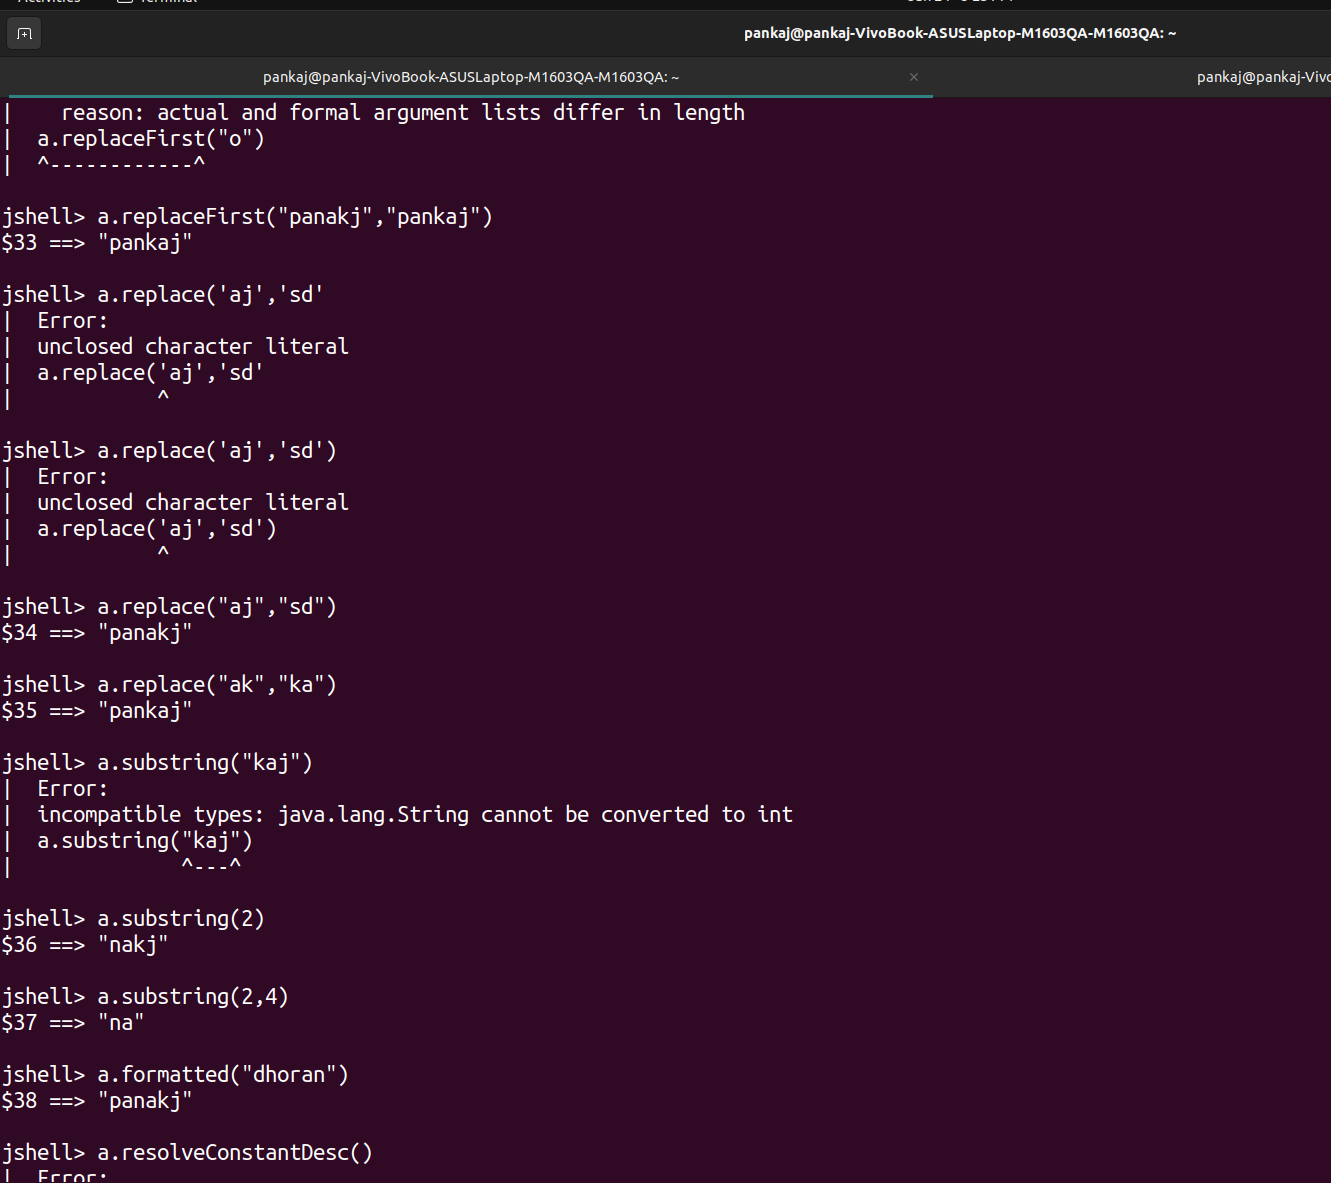 pankaj@pankaj-VivoBook-ASUSLaptop-M1603QA-M1603QA: ~
pankaj@pankaj-VivoBook-ASUSLaptop-M1603QA-M1603QA: ~ ×
pankaj@pankaj-Vivo
|    reason: actual and formal argument lists differ in length
|  a.replaceFirst("o")
|  ^------------^
jshell> a.replaceFirst("panakj","pankaj")
$33 ==> "pankaj"
jshell> a.replace('aj','sd'
|  Error:
|  unclosed character literal
|  a.replace('aj','sd'
|            ^
jshell> a.replace('aj','sd')
|  Error:
|  unclosed character literal
|  a.replace('aj','sd')
|            ^
jshell> a.replace("aj","sd")
$34 ==> "panakj"
jshell> a.replace("ak","ka")
$35 ==> "pankaj"
jshell> a.substring("kaj")
|  Error:
|  incompatible types: java.lang.String cannot be converted to int
|  a.substring("kaj")
|              ^---^
jshell> a.substring(2)
$36 ==> "nakj"
jshell> a.substring(2,4)
$37 ==> "na"
jshell> a.formatted("dhoran")
$38 ==> "panakj"
jshell> a.resolveConstantDesc()
|  Error: